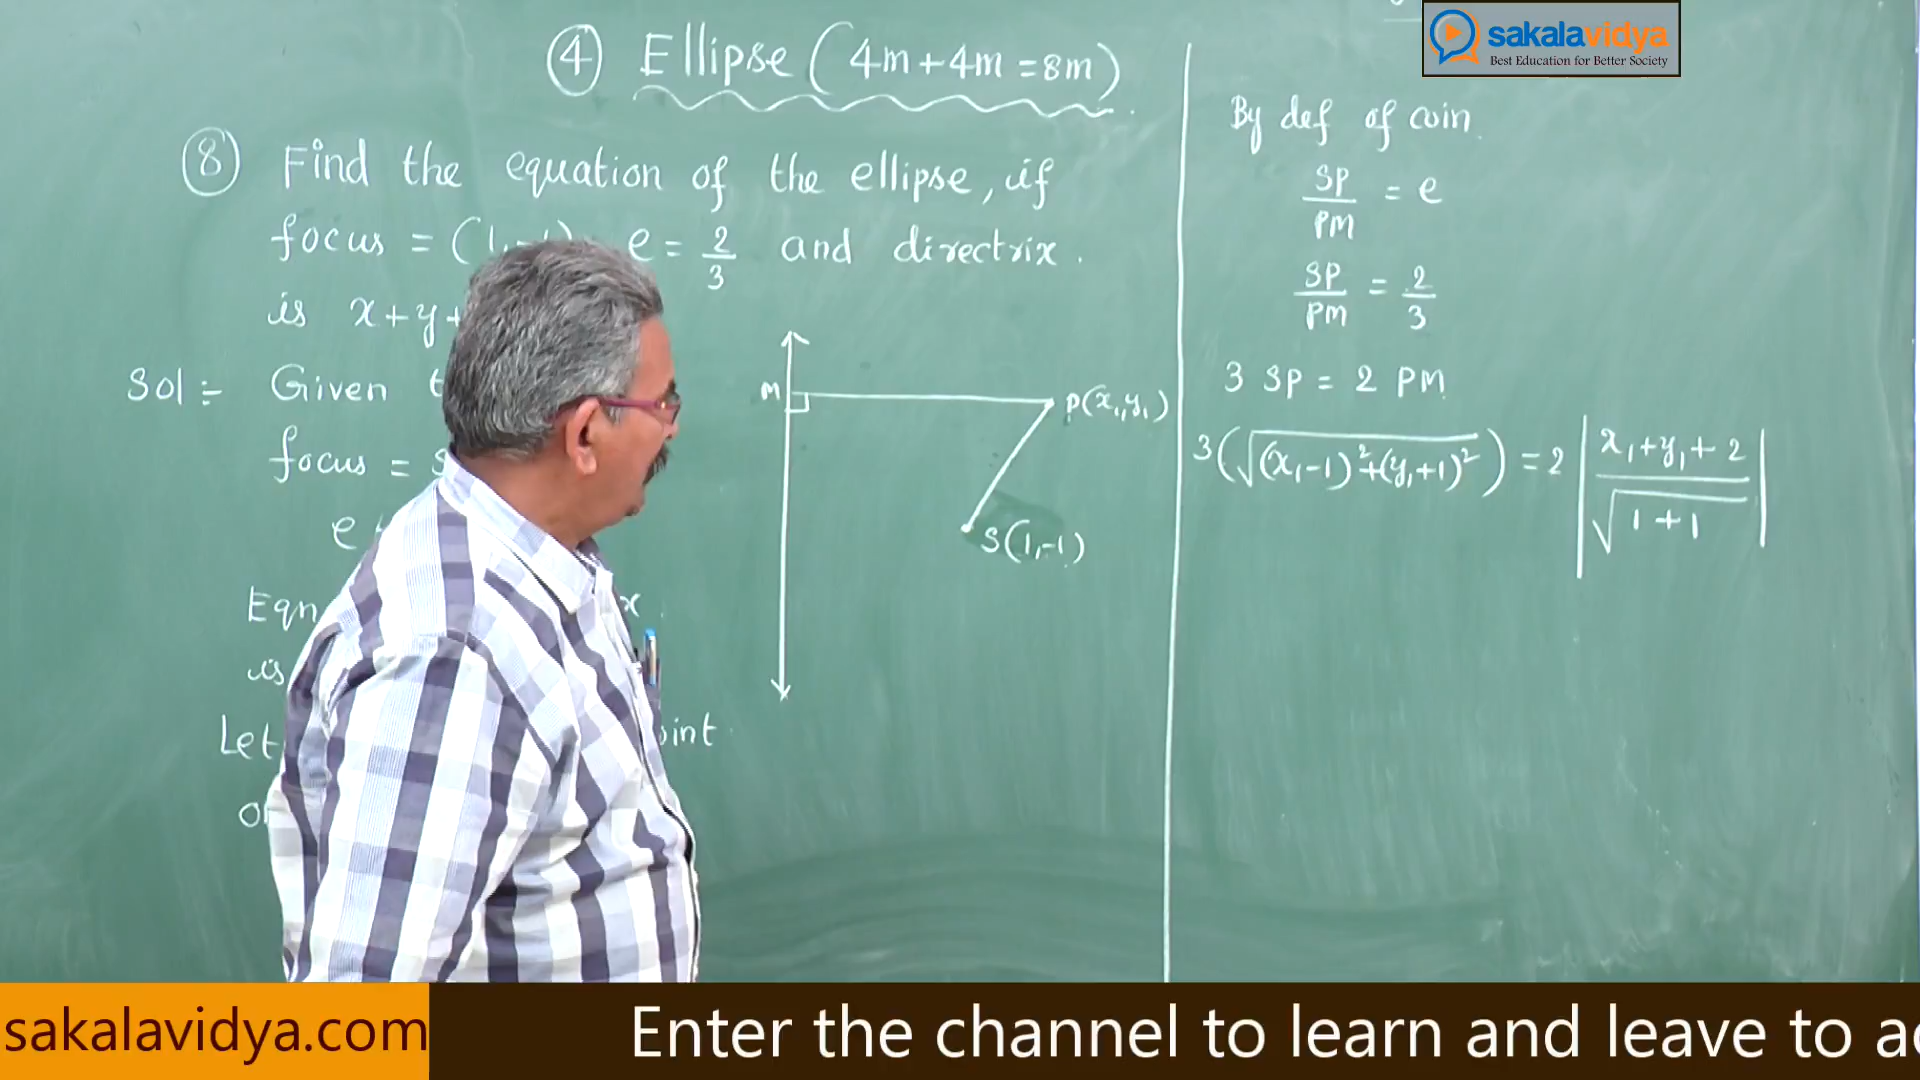 ④ Ellipse (4m+4m=8m).
⑧ Find the equation of the ellipse, if
focus = (1,-1) e = 2/3 and directrix.
is x+y+
Sol :- Given
focus =
e
Eqn x.
is
Let point
M
P(x₁,y₁)
S(1,-1)
By def of coin.
SP/PM = e
SP/PM = 2/3
3 SP = 2 PM
3(√(x₁-1)²+(y₁+1)²) = 2 |x₁+y₁+2/√1+1|
sakalavidya
Best Education for Better Society
sakalavidya.com
Enter the channel to learn and leave to